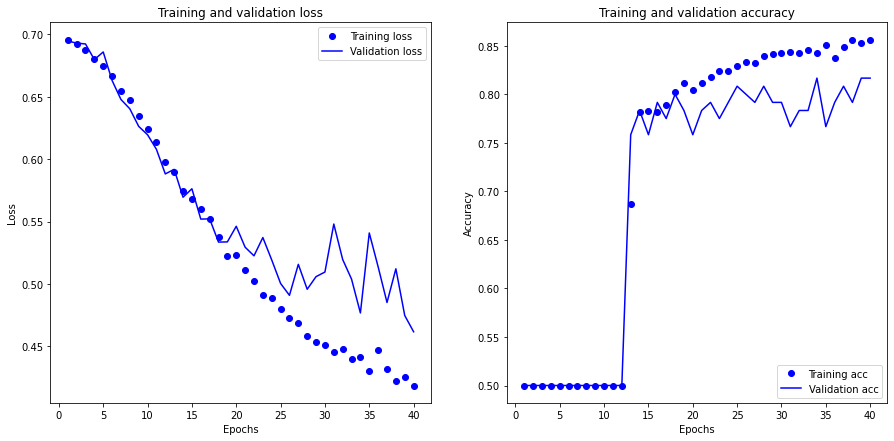 Training and validation loss
Training loss
Validation loss
0.70
0.65
0.60
0.55
0.50
0.45
Loss
0 5 10 15 20 25 30 35 40
Epochs
Training and validation accuracy
0.85
0.80
0.75
0.70
0.65
0.60
0.55
0.50
Accuracy
Training acc
Validation acc
0 5 10 15 20 25 30 35 40
Epochs